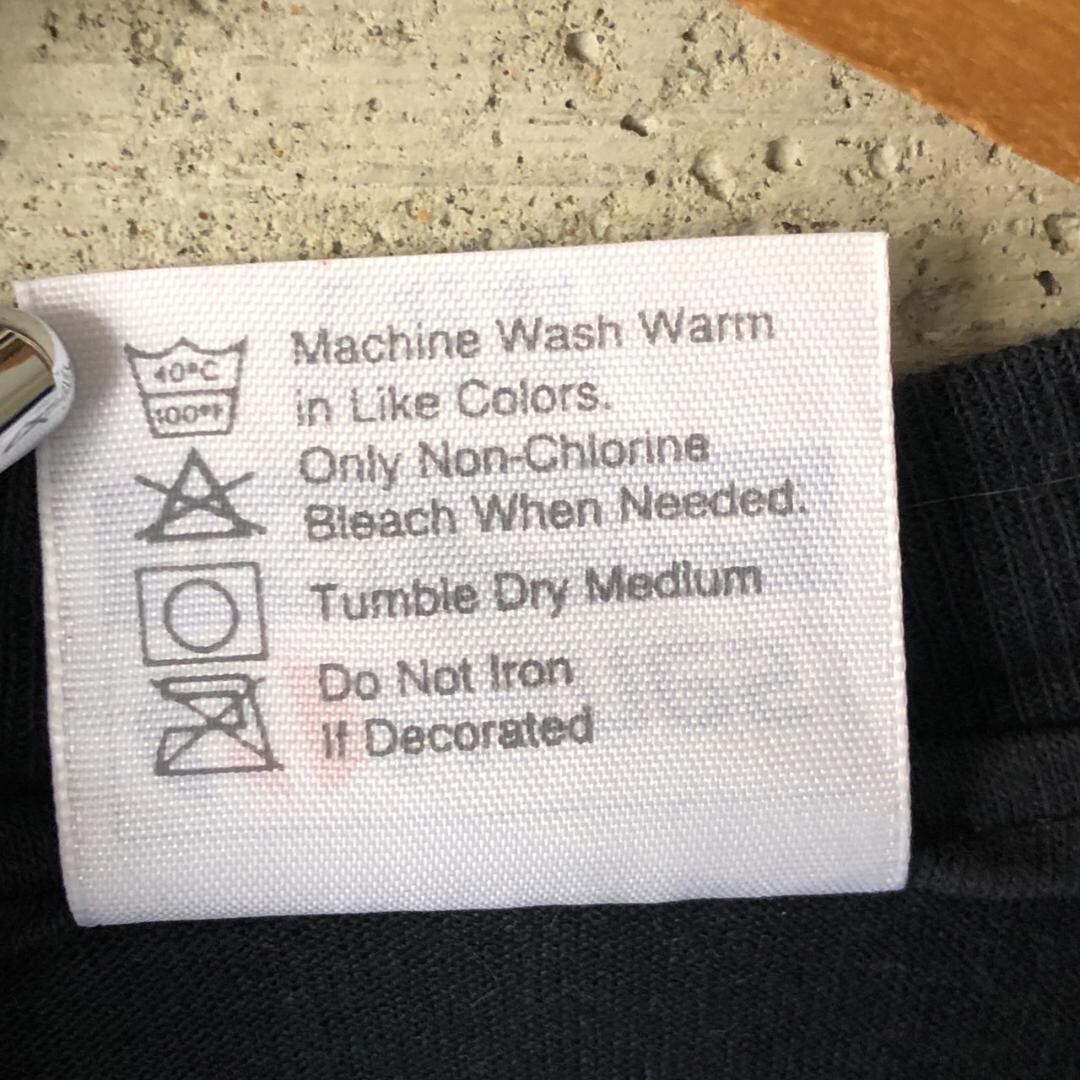 40°C
100°F
Machine Wash Warm
in Like Colors.
Only Non-Chlorine
Bleach When Needed.
Tumble Dry Medium
Do Not Iron
If Decorated